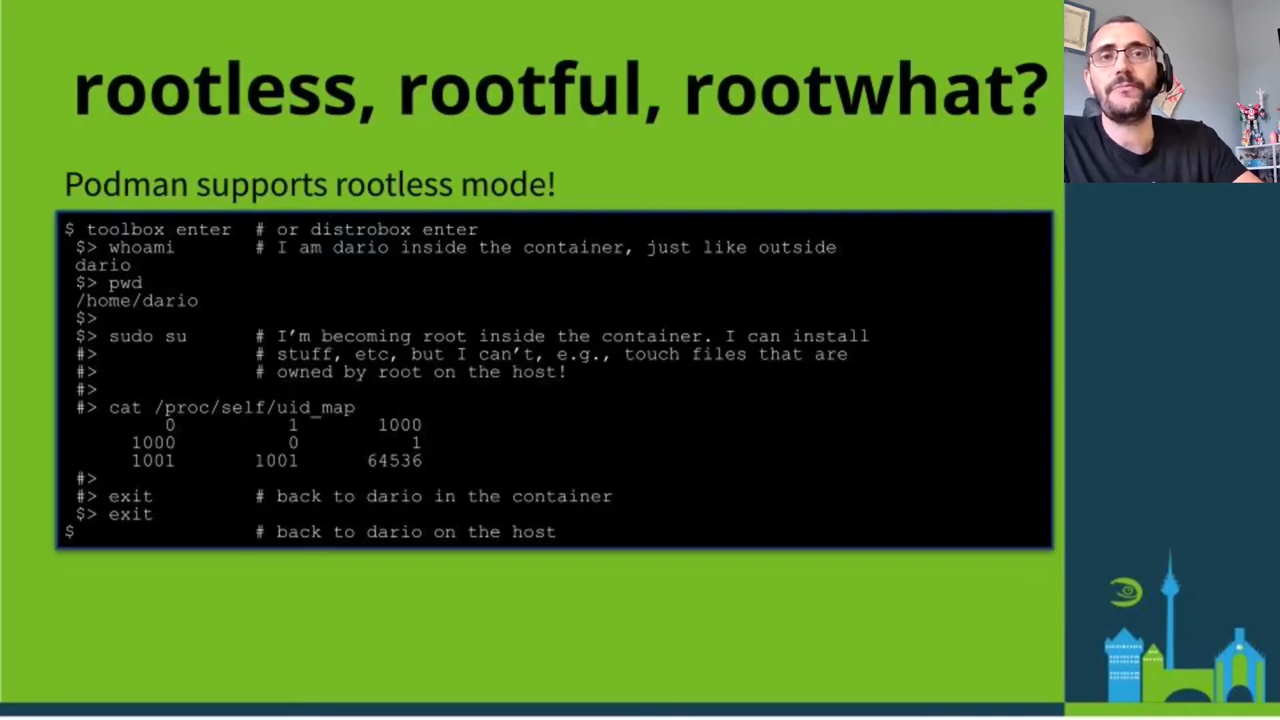 rootless, rootful, rootwhat?
Podman supports rootless mode!
$ toolbox enter # or distrobox enter
$> whoami # I am dario inside the container, just like outside
dario
$> pwd
/home/dario
$>
$> sudo su # I’m becoming root inside the container. I can install
#> # stuff, etc, but I can’t, e.g., touch files that are
#> # owned by root on the host!
#>
#> cat /proc/self/uid_map
0 1 1000
1000 0 1
1001 1001 64536
#>
#> exit # back to dario in the container
$> exit
$ # back to dario on the host